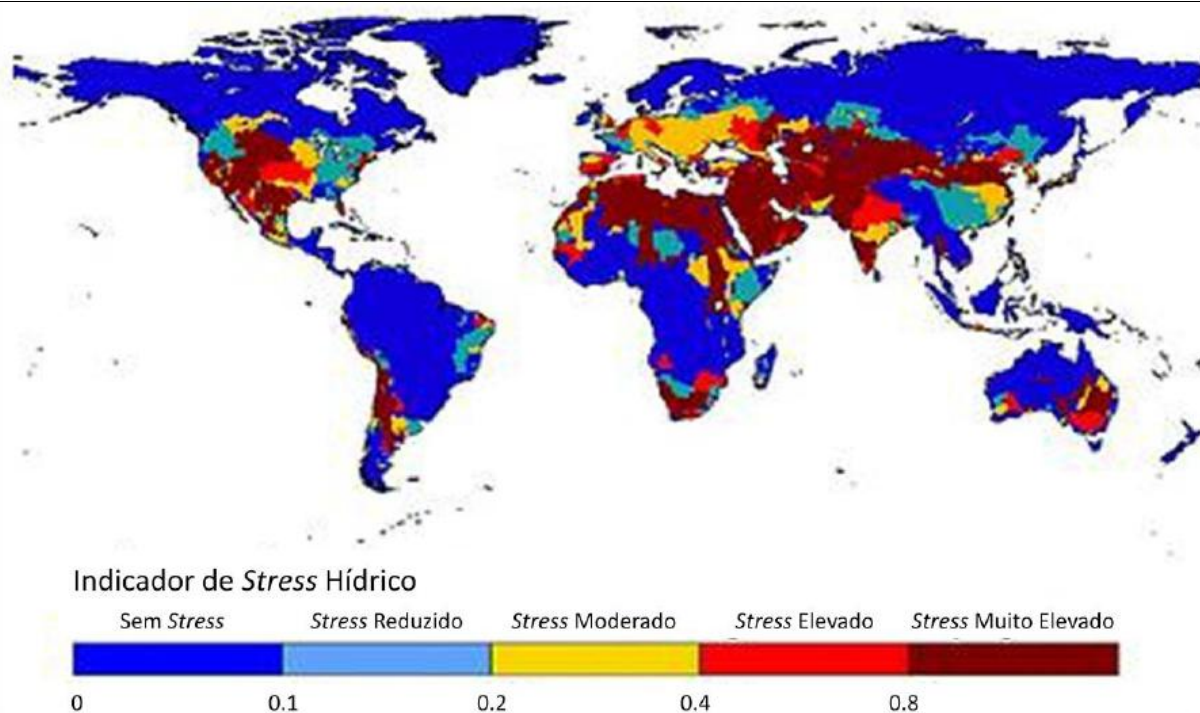 Indicador de Stress Hídrico
Sem Stress Stress Reduzido Stress Moderado Stress Elevado Stress Muito Elevado
0 0.1 0.2 0.4 0.8